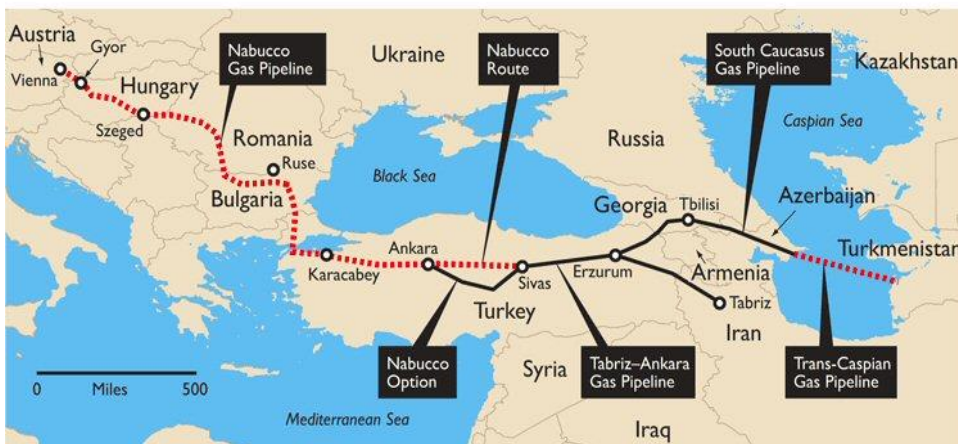 Austria
Gyor
Vienna
Hungary
Szeged
Nabucco
Gas Pipeline
Romania
Ruse
Bulgaria
Ukraine
Nabucco
Route
South Caucasus
Gas Pipeline
Kazakhstan
Caspian Sea
Russia
Black Sea
Georgia
Tbilisi
Azerbaijan
Turkmenistan
Armenia
Karacabey
Ankara
Sivas
Erzurum
Tabriz
Turkey
Iran
Nabucco
Option
Syria
Tabriz–Ankara
Gas Pipeline
Trans-Caspian
Gas Pipeline
0 Miles 500
Mediterranean Sea
Iraq